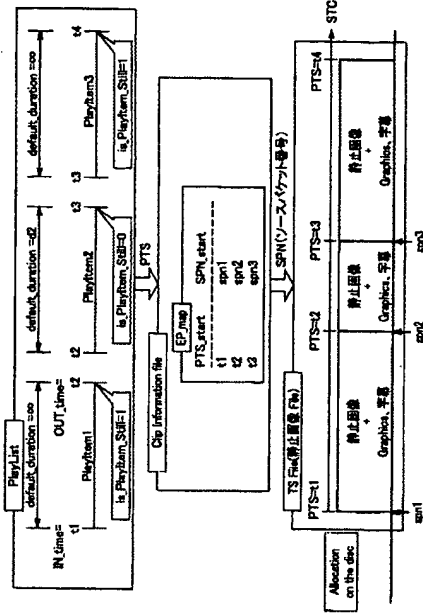 PlayList
default_duration =∞
default_duration =d2
default_duration =∞
IN_time=
OUT_time=
t1
PlayItem1
t2
t2
PlayItem2
t3
t3
PlayItem3
t4
is_PlayItem_Still=1
is_PlayItem_Still=0
is_PlayItem_Still=1
PTS
Clip Information file
EP_map
PTS_start SPN_start
t1 spn1
t2 spn2
t3 spn3
SPN(ソースパケット番号)
TS File(静止画像 File)
STC
PTS=t1
PTS=t2
PTS=t3
PTS=t4
静止画像
+
Graphics、字幕
静止画像
+
Graphics、字幕
静止画像
+
Graphics、字幕
Allocation
on the disc
spn1
spn2
spn3